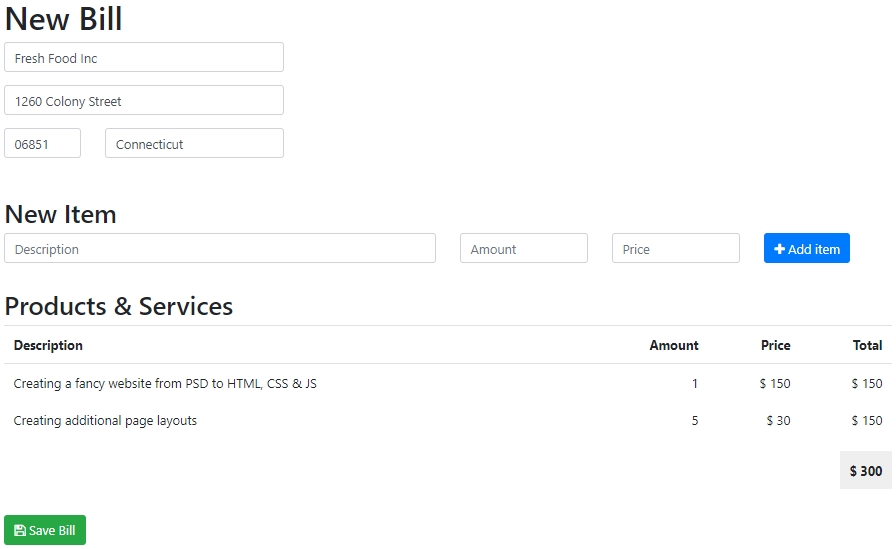 New Bill
Fresh Food Inc
1260 Colony Street
06851 Connecticut
New Item
Description Amount Price Add item
Products & Services
Description Amount Price Total
Creating a fancy website from PSD to HTML, CSS & JS 1 $ 150 $ 150
Creating additional page layouts 5 $ 30 $ 150
$ 300
Save Bill